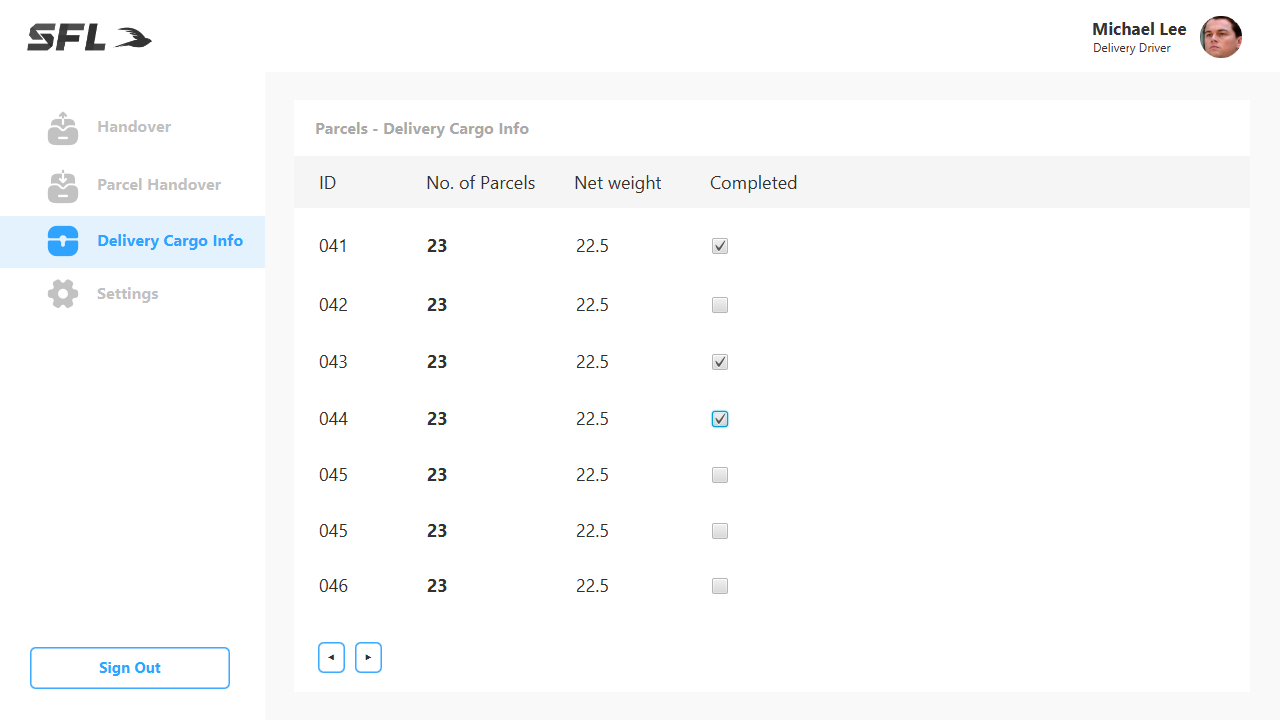 SFL
Michael Lee
Delivery Driver
Handover
Parcel Handover
Delivery Cargo Info
Settings
Sign Out
Parcels - Delivery Cargo Info
ID No. of Parcels Net weight Completed
041 23 22.5
042 23 22.5
043 23 22.5
044 23 22.5
045 23 22.5
045 23 22.5
046 23 22.5